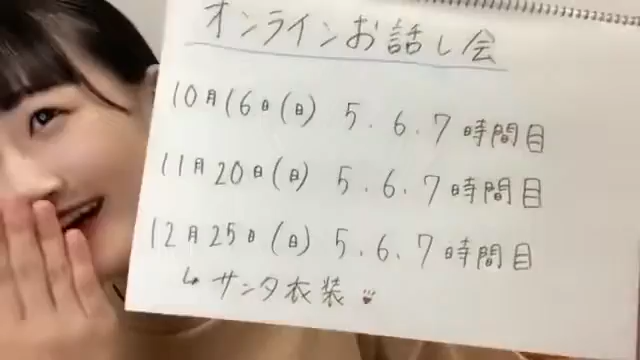 オンラインお話し会
10月16日(日) 5.6.7時間目
11月20日(日) 5.6.7時間目
12月25日(日) 5.6.7時間目
↳サンタ衣装